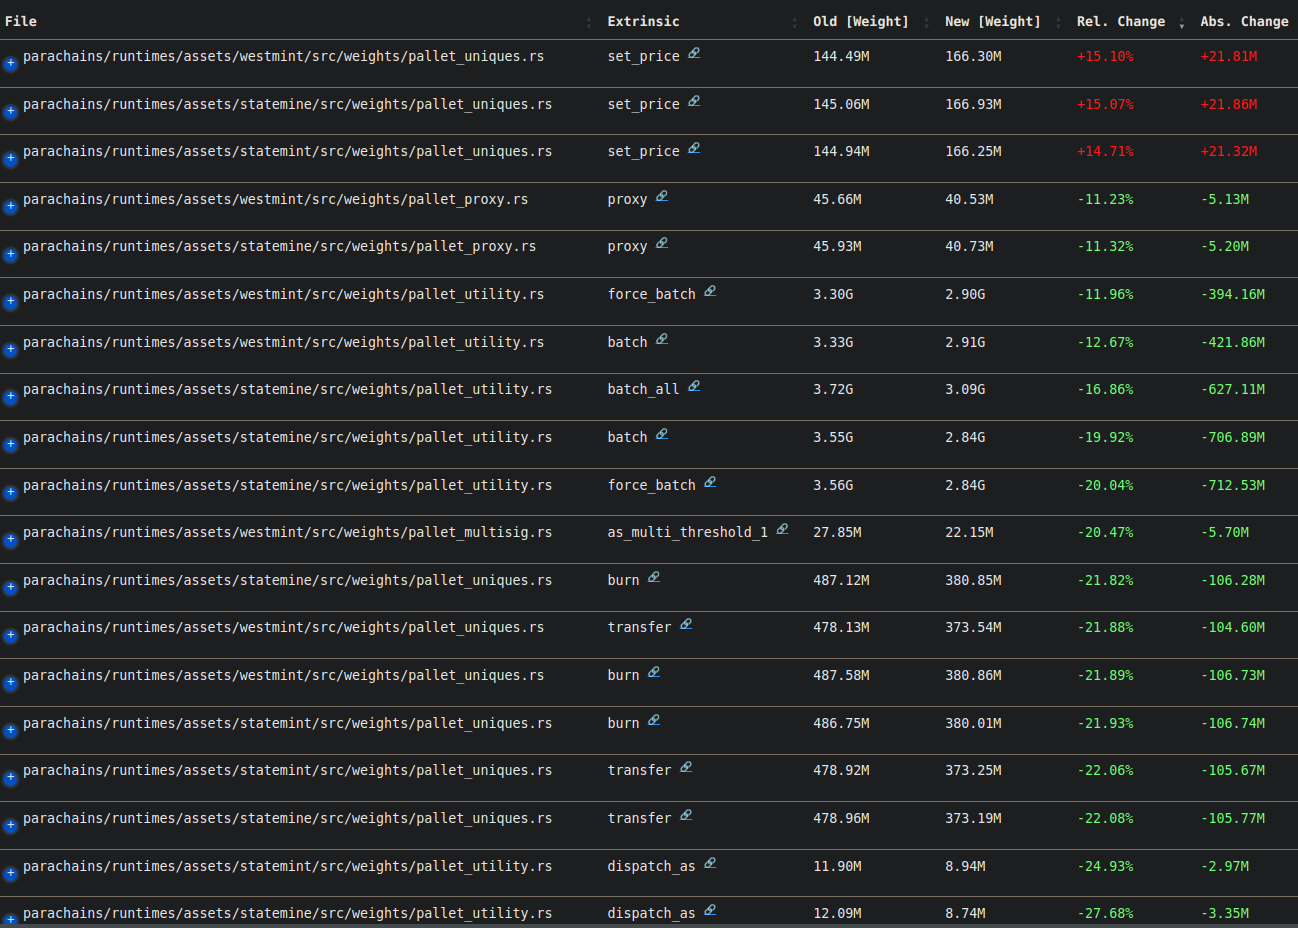 File Extrinsic Old [Weight] New [Weight] Rel. Change Abs. Change
parachains/runtimes/assets/westmint/src/weights/pallet_uniques.rs set_price 144.49M 166.30M +15.10% +21.81M
parachains/runtimes/assets/statemine/src/weights/pallet_uniques.rs set_price 145.06M 166.93M +15.07% +21.86M
parachains/runtimes/assets/statemint/src/weights/pallet_uniques.rs set_price 144.94M 166.25M +14.71% +21.32M
parachains/runtimes/assets/westmint/src/weights/pallet_proxy.rs proxy 45.66M 40.53M -11.23% -5.13M
parachains/runtimes/assets/statemine/src/weights/pallet_proxy.rs proxy 45.93M 40.73M -11.32% -5.20M
parachains/runtimes/assets/westmint/src/weights/pallet_utility.rs force_batch 3.30G 2.90G -11.96% -394.16M
parachains/runtimes/assets/westmint/src/weights/pallet_utility.rs batch 3.33G 2.91G -12.67% -421.86M
parachains/runtimes/assets/statemine/src/weights/pallet_utility.rs batch_all 3.72G 3.09G -16.86% -627.11M
parachains/runtimes/assets/statemine/src/weights/pallet_utility.rs batch 3.55G 2.84G -19.92% -706.89M
parachains/runtimes/assets/statemine/src/weights/pallet_utility.rs force_batch 3.56G 2.84G -20.04% -712.53M
parachains/runtimes/assets/statemine/src/weights/pallet_multisig.rs as_multi_threshold_1 27.85M 22.15M -20.47% -5.70M
parachains/runtimes/assets/statemine/src/weights/pallet_uniques.rs burn 487.12M 380.85M -21.82% -106.28M
parachains/runtimes/assets/westmint/src/weights/pallet_uniques.rs transfer 478.13M 373.54M -21.88% -104.60M
parachains/runtimes/assets/westmint/src/weights/pallet_uniques.rs burn 487.58M 380.86M -21.89% -106.73M
parachains/runtimes/assets/statemint/src/weights/pallet_uniques.rs burn 486.75M 380.01M -21.93% -106.74M
parachains/runtimes/assets/statemint/src/weights/pallet_uniques.rs transfer 478.92M 373.25M -22.06% -105.67M
parachains/runtimes/assets/statemine/src/weights/pallet_uniques.rs transfer 478.96M 373.19M -22.08% -105.77M
parachains/runtimes/assets/statemint/src/weights/pallet_utility.rs dispatch_as 11.90M 8.94M -24.93% -2.97M
parachains/runtimes/assets/statemine/src/weights/pallet_utility.rs dispatch_as 12.09M 8.74M -27.68% -3.35M